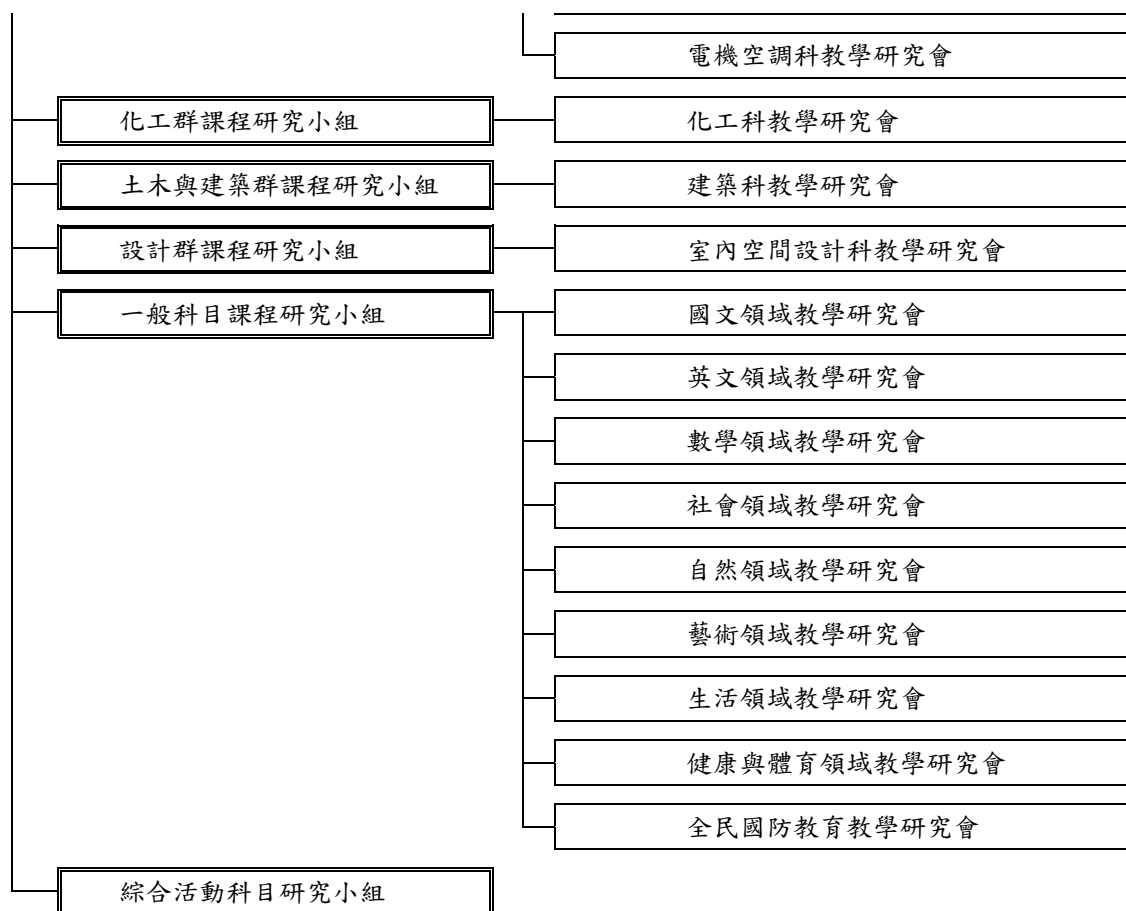 電機空調科教學研究會
化工群課程研究小組
化工科教學研究會
土木與建築群課程研究小組
建築科教學研究會
設計群課程研究小組
室內空間設計科教學研究會
一般科目課程研究小組
國文領域教學研究會
英文領域教學研究會
數學領域教學研究會
社會領域教學研究會
自然領域教學研究會
藝術領域教學研究會
生活領域教學研究會
健康與體育領域教學研究會
全民國防教育教學研究會
綜合活動科目研究小組